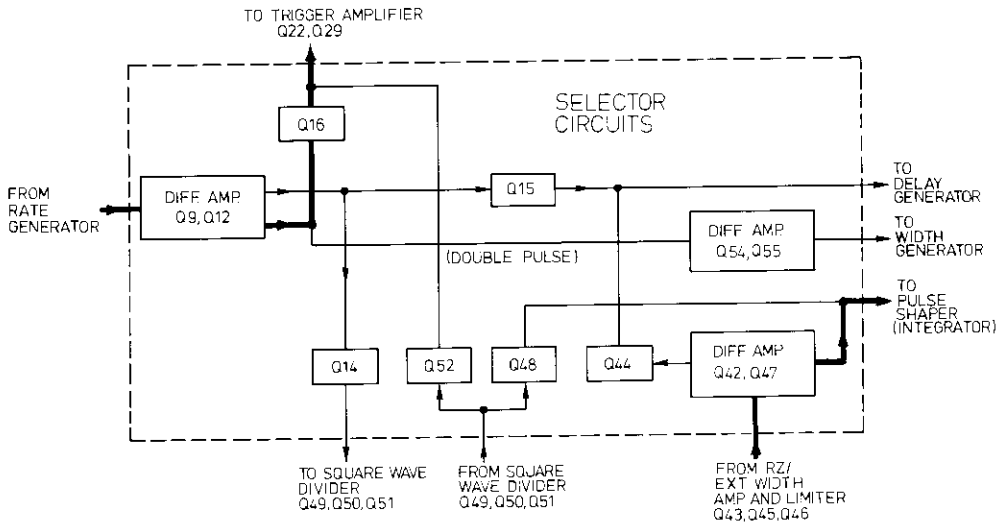 TO TRIGGER AMPLIFIER
Q22,Q29
SELECTOR
CIRCUITS
Q16
FROM
RATE
GENERATOR
DIFF AMP
Q9,Q12
Q15
TO
DELAY
GENERATOR
DIFF AMP
Q54,Q55
TO
WIDTH
GENERATOR
(DOUBLE PULSE)
TO
PULSE
SHAPER
(INTEGRATOR)
Q14
Q52
Q48
Q44
DIFF AMP
Q42,Q47
TO SQUARE WAVE
DIVIDER
Q49,Q50,Q51
FROM SQUARE
WAVE DIVIDER
Q49,Q50,Q51
FROM RZ/
EXT WIDTH
AMP AND LIMITER
Q43,Q45,Q46